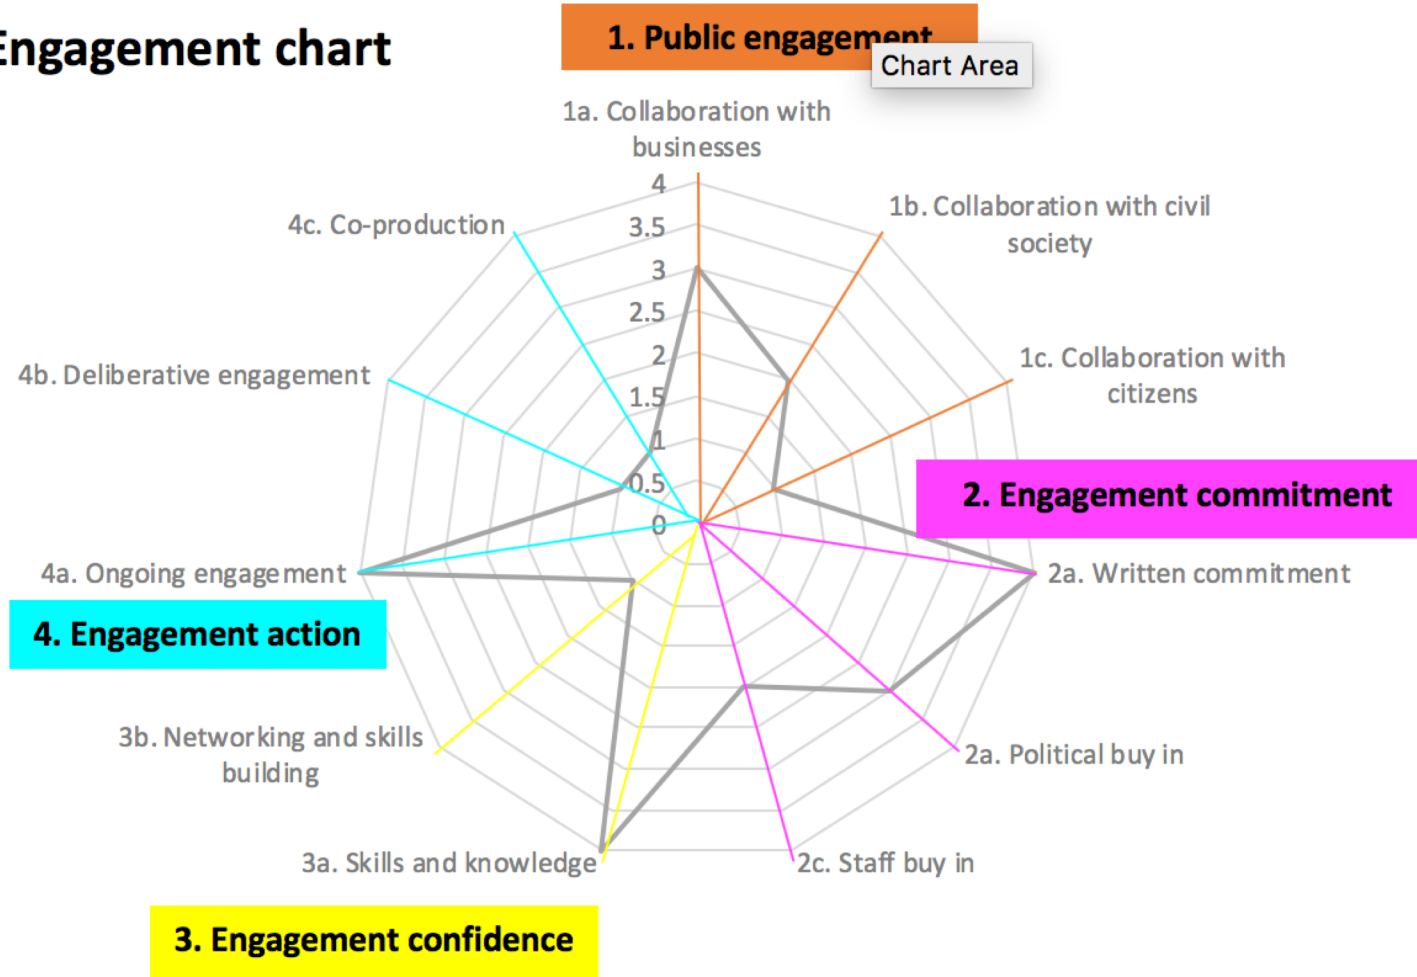 Engagement chart
1. Public engagement
Chart Area
1a. Collaboration with
businesses
4
3.5
3
2.5
2
1.5
1
0.5
0
1b. Collaboration with civil
society
1c. Collaboration with
citizens
2. Engagement commitment
2a. Written commitment
2a. Political buy in
2c. Staff buy in
3a. Skills and knowledge
3. Engagement confidence
3b. Networking and skills
building
4. Engagement action
4a. Ongoing engagement
4b. Deliberative engagement
4c. Co-production